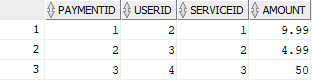 PAYMENTID USERID SERVICEID AMOUNT
1 1 2 1 9.99
2 2 3 2 4.99
3 3 4 3 50